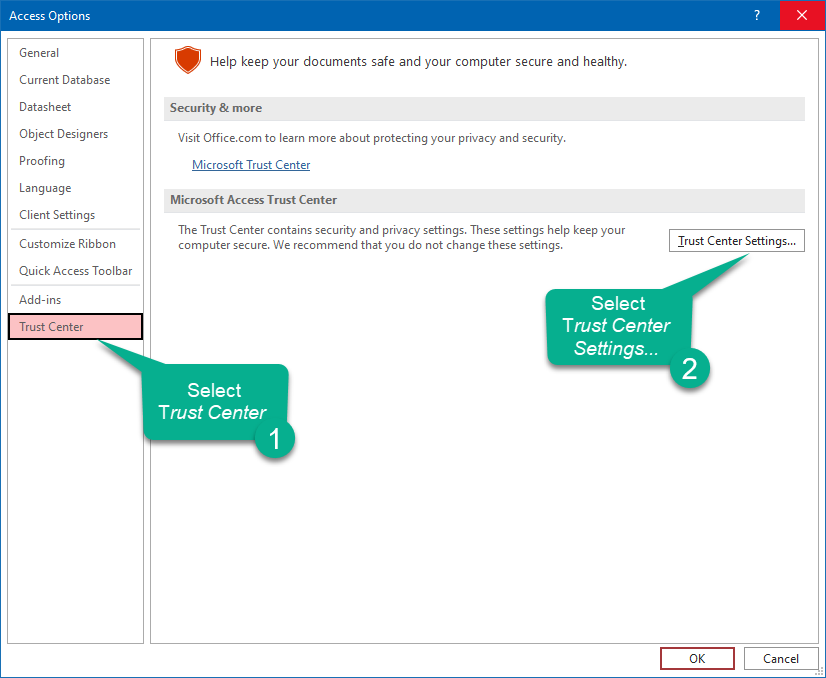 Access Options
?
General
Current Database
Datasheet
Object Designers
Proofing
Language
Client Settings
Customize Ribbon
Quick Access Toolbar
Add-ins
Trust Center
Help keep your documents safe and your computer secure and healthy.
Security & more
Visit Office.com to learn more about protecting your privacy and security.
Microsoft Trust Center
Microsoft Access Trust Center
The Trust Center contains security and privacy settings. These settings help keep your
computer secure. We recommend that you do not change these settings.
Trust Center Settings...
Select
Trust Center
Settings...
2
Select
Trust Center
1
OK
Cancel